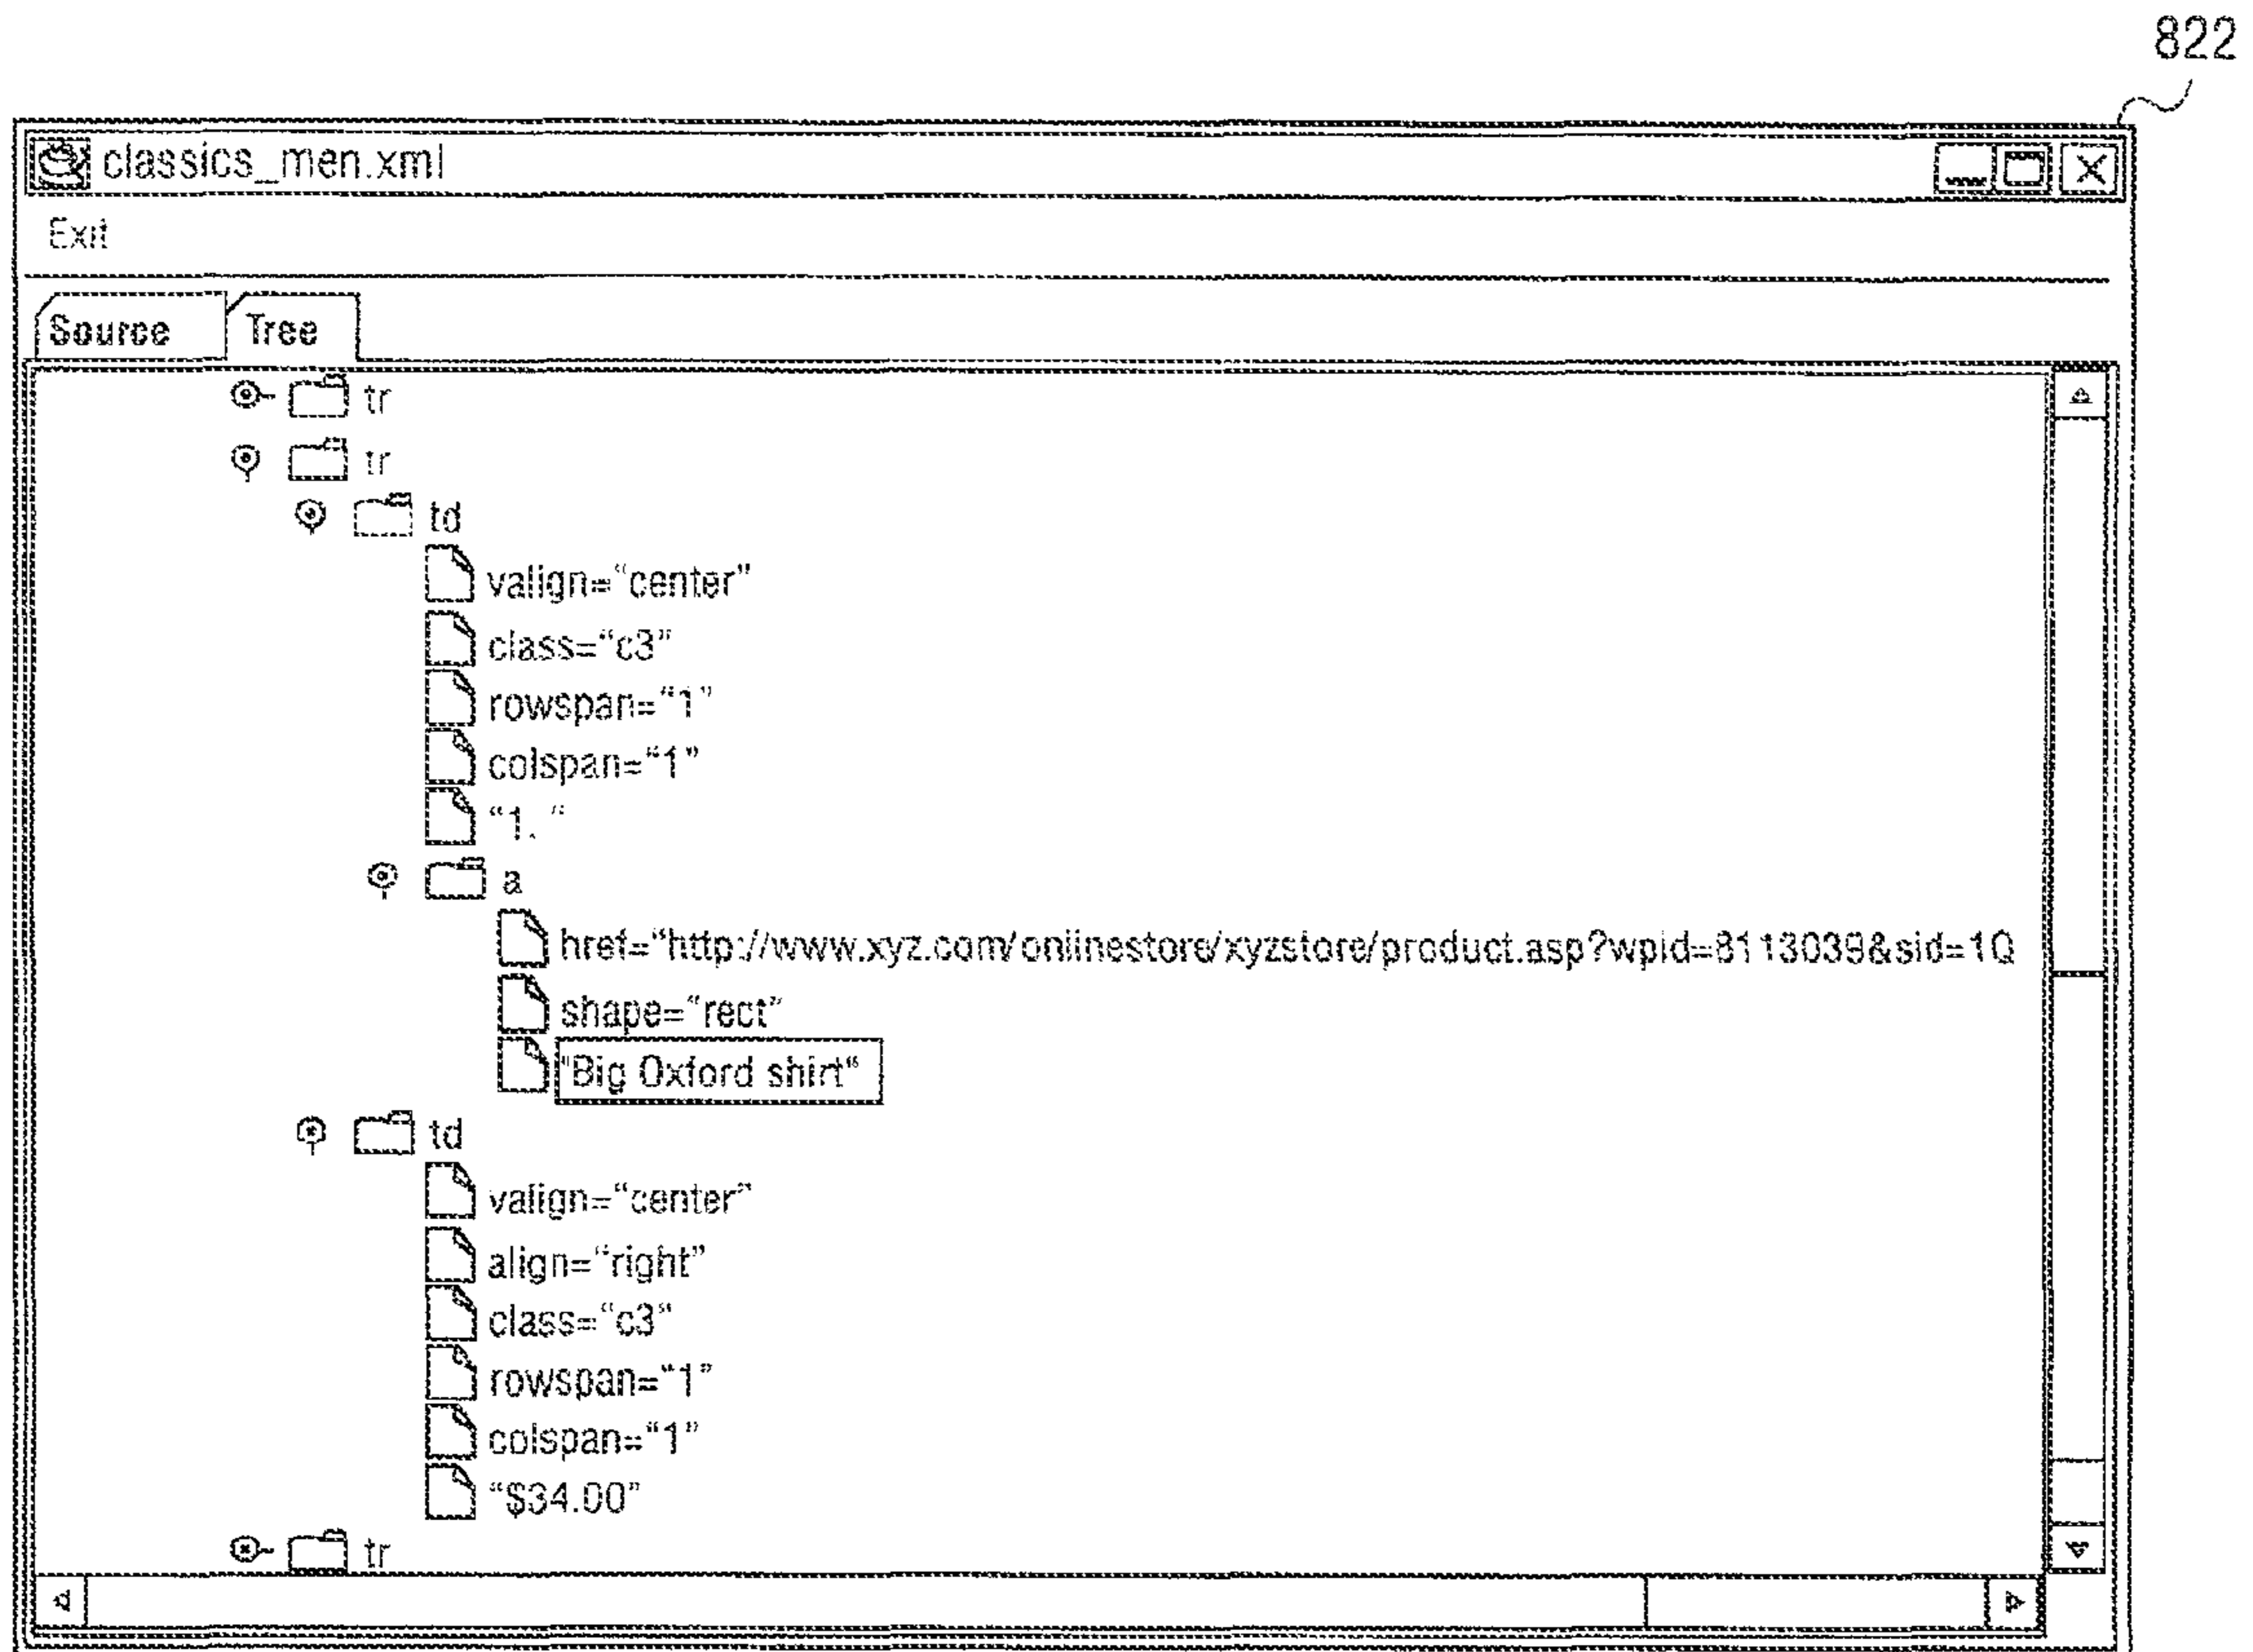 822
classics_men.xml
Exit
Source Tree
tr
tr
td
valign="center"
class="c3"
rowspan="1"
colspan="1"
"1. "
a
href="http://www.xyz.com/onlinestore/xyzstore/product.asp?wpid=8113039&sid=1Q
shape="rect"
"Big Oxford shirt"
td
valign="center"
align="right"
class="c3"
rowspan="1"
colspan="1"
"$34.00"
tr